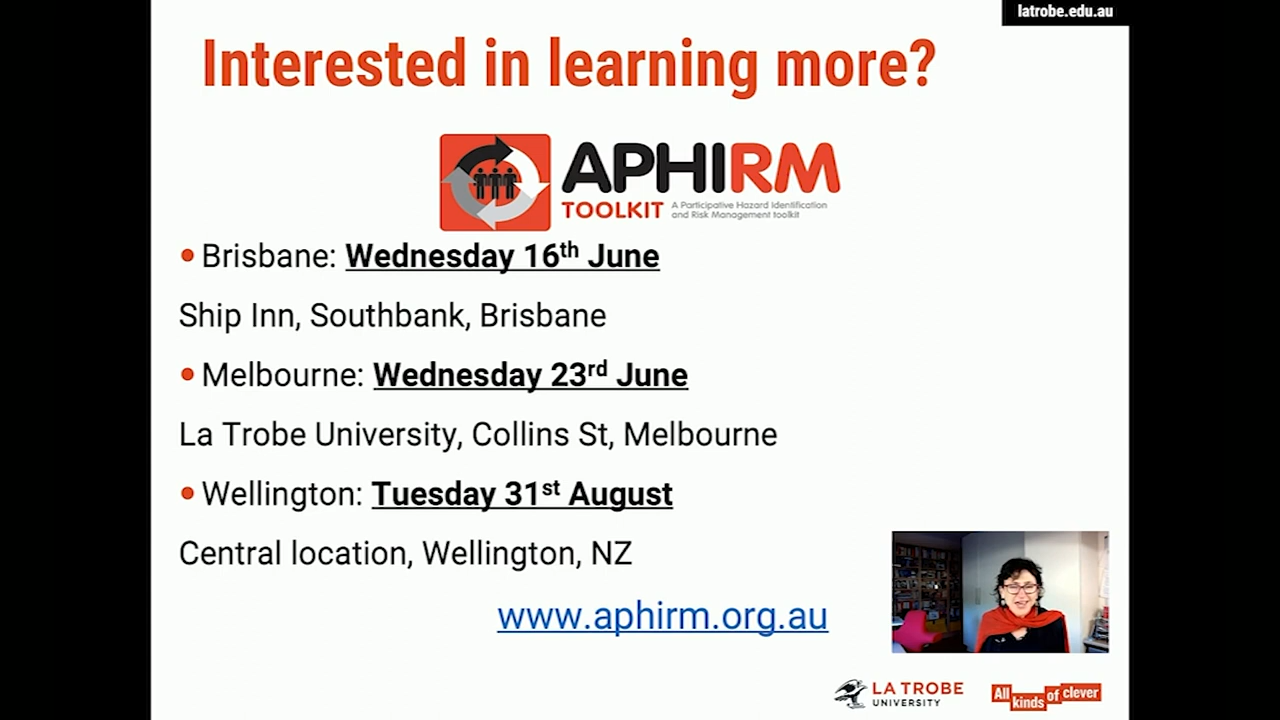 latrobe.edu.au
Interested in learning more?
APHIRM
TOOLKIT
A Participative Hazard Identification
and Risk Management toolkit
• Brisbane: Wednesday 16th June
Ship Inn, Southbank, Brisbane
• Melbourne: Wednesday 23rd June
La Trobe University, Collins St, Melbourne
• Wellington: Tuesday 31st August
Central location, Wellington, NZ
www.aphirm.org.au
LA TROBE
UNIVERSITY
All kinds of clever